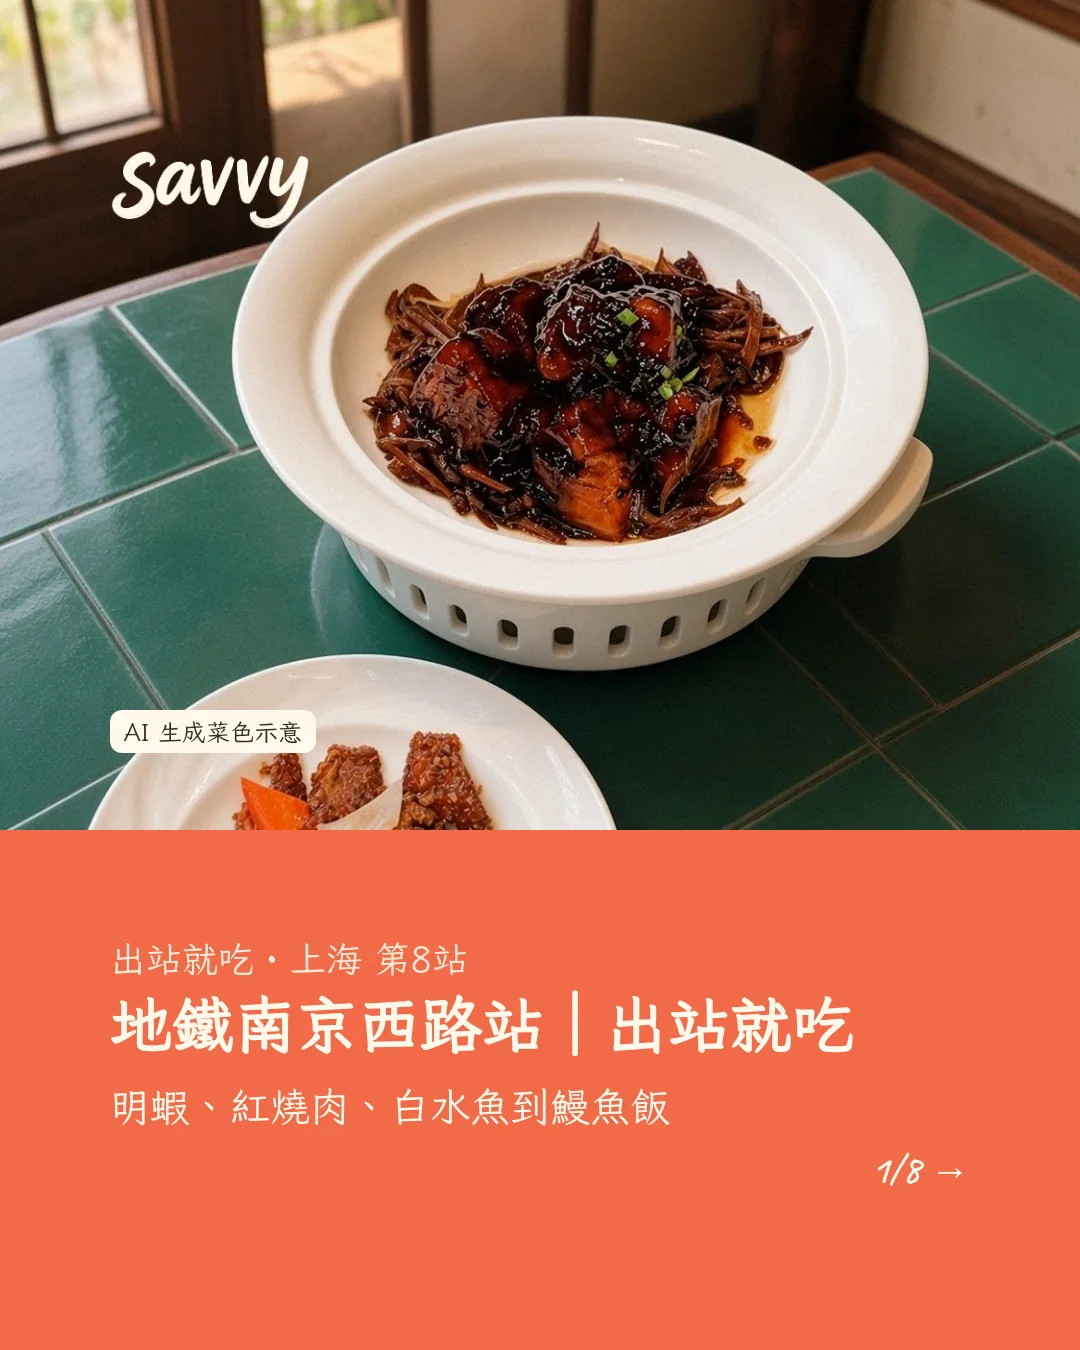 Savvy
AI 生成菜色示意
出站就吃・上海 第8站
地鐵南京西路站｜出站就吃
明蝦、紅燒肉、白水魚到鰻魚飯
1/8 →